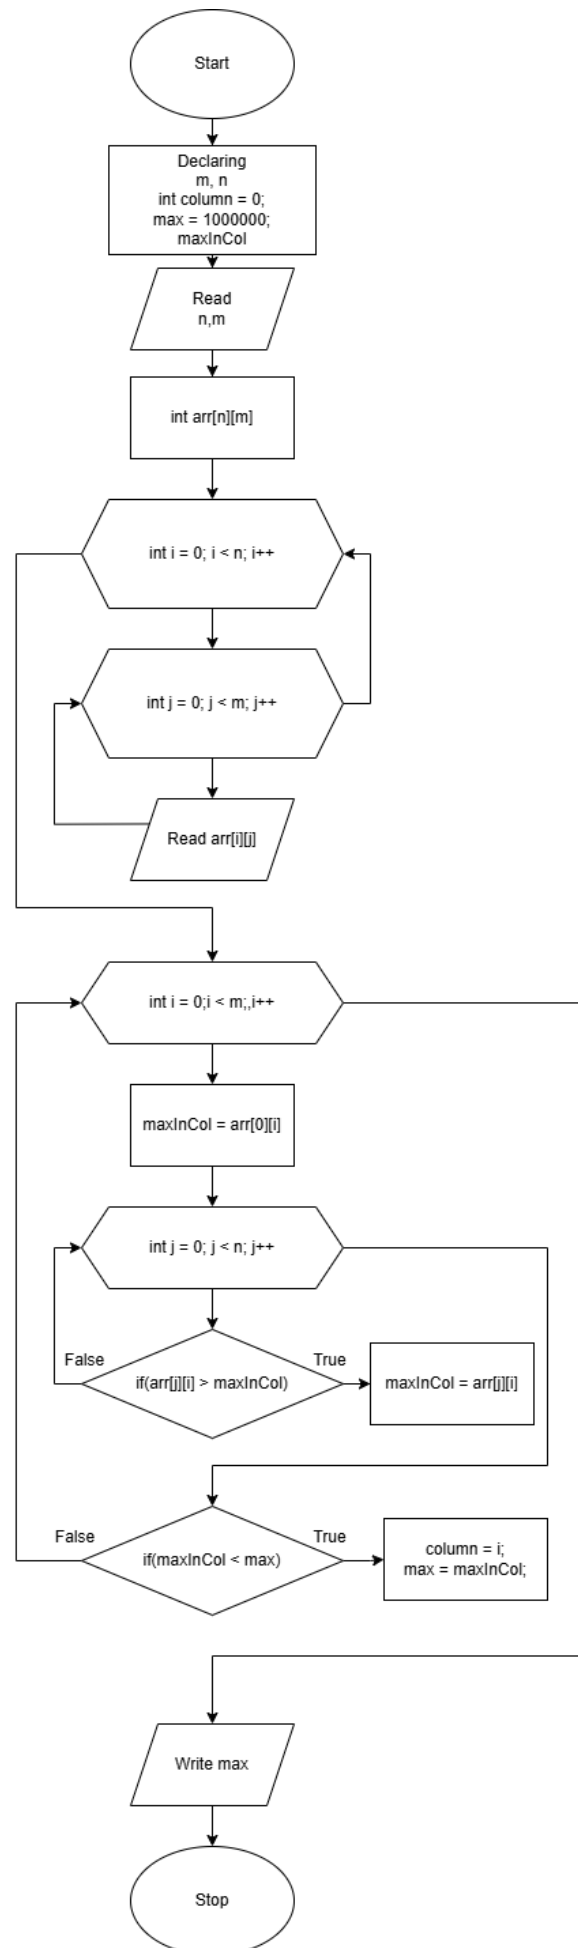 Start
Declaring
m, n
int column = 0;
max = 1000000;
maxInCol
Read
n,m
int arr[n][m]
int i = 0; i < n; i++
int j = 0; j < m; j++
Read arr[i][j]
int i = 0;i < m;,i++
maxInCol = arr[0][i]
int j = 0; j < n; j++
False
True
if(arr[j][i] > maxInCol)
maxInCol = arr[j][i]
False
True
if(maxInCol < max)
column = i;
max = maxInCol;
Write max
Stop